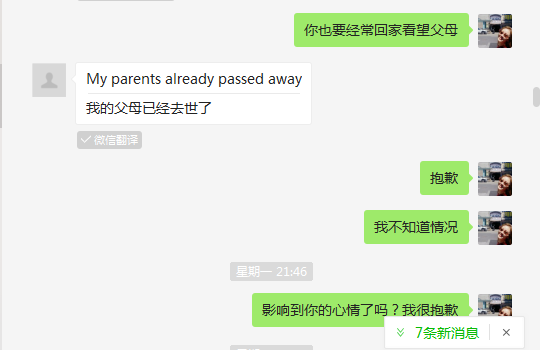 你也要经常回家看望父母
My parents already passed away
我的父母已经去世了
微信翻译
抱歉
我不知道情况
星期一 21:46
影响到你的心情了吗？我很抱歉
7条新消息